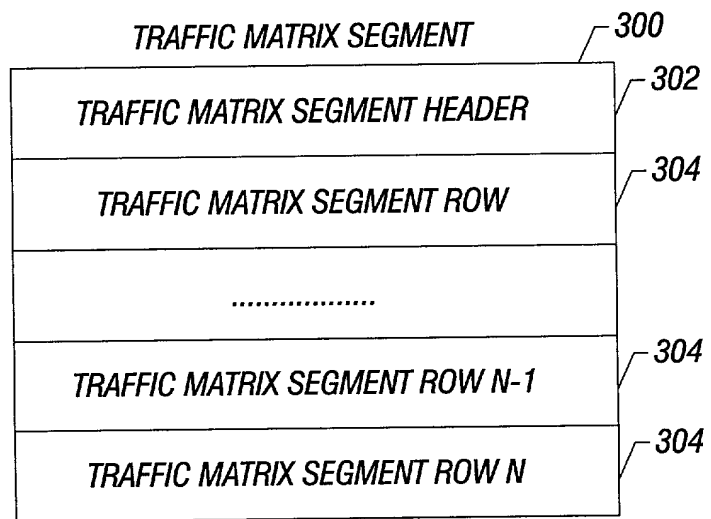 TRAFFIC MATRIX SEGMENT
300
TRAFFIC MATRIX SEGMENT HEADER
302
TRAFFIC MATRIX SEGMENT ROW
304
..................
TRAFFIC MATRIX SEGMENT ROW N-1
304
TRAFFIC MATRIX SEGMENT ROW N
304